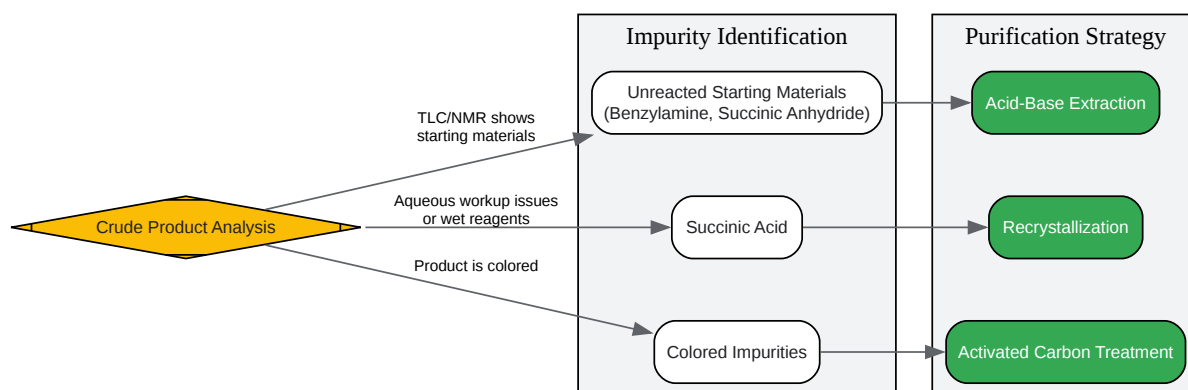 Impurity Identification
Purification Strategy
TLC/NMR shows
starting materials
Unreacted Starting Materials
(Benzylamine, Succinic Anhydride)
Acid-Base Extraction
Crude Product Analysis
Aqueous workup issues
or wet reagents
Succinic Acid
Recrystallization
Product is colored
Colored Impurities
Activated Carbon Treatment